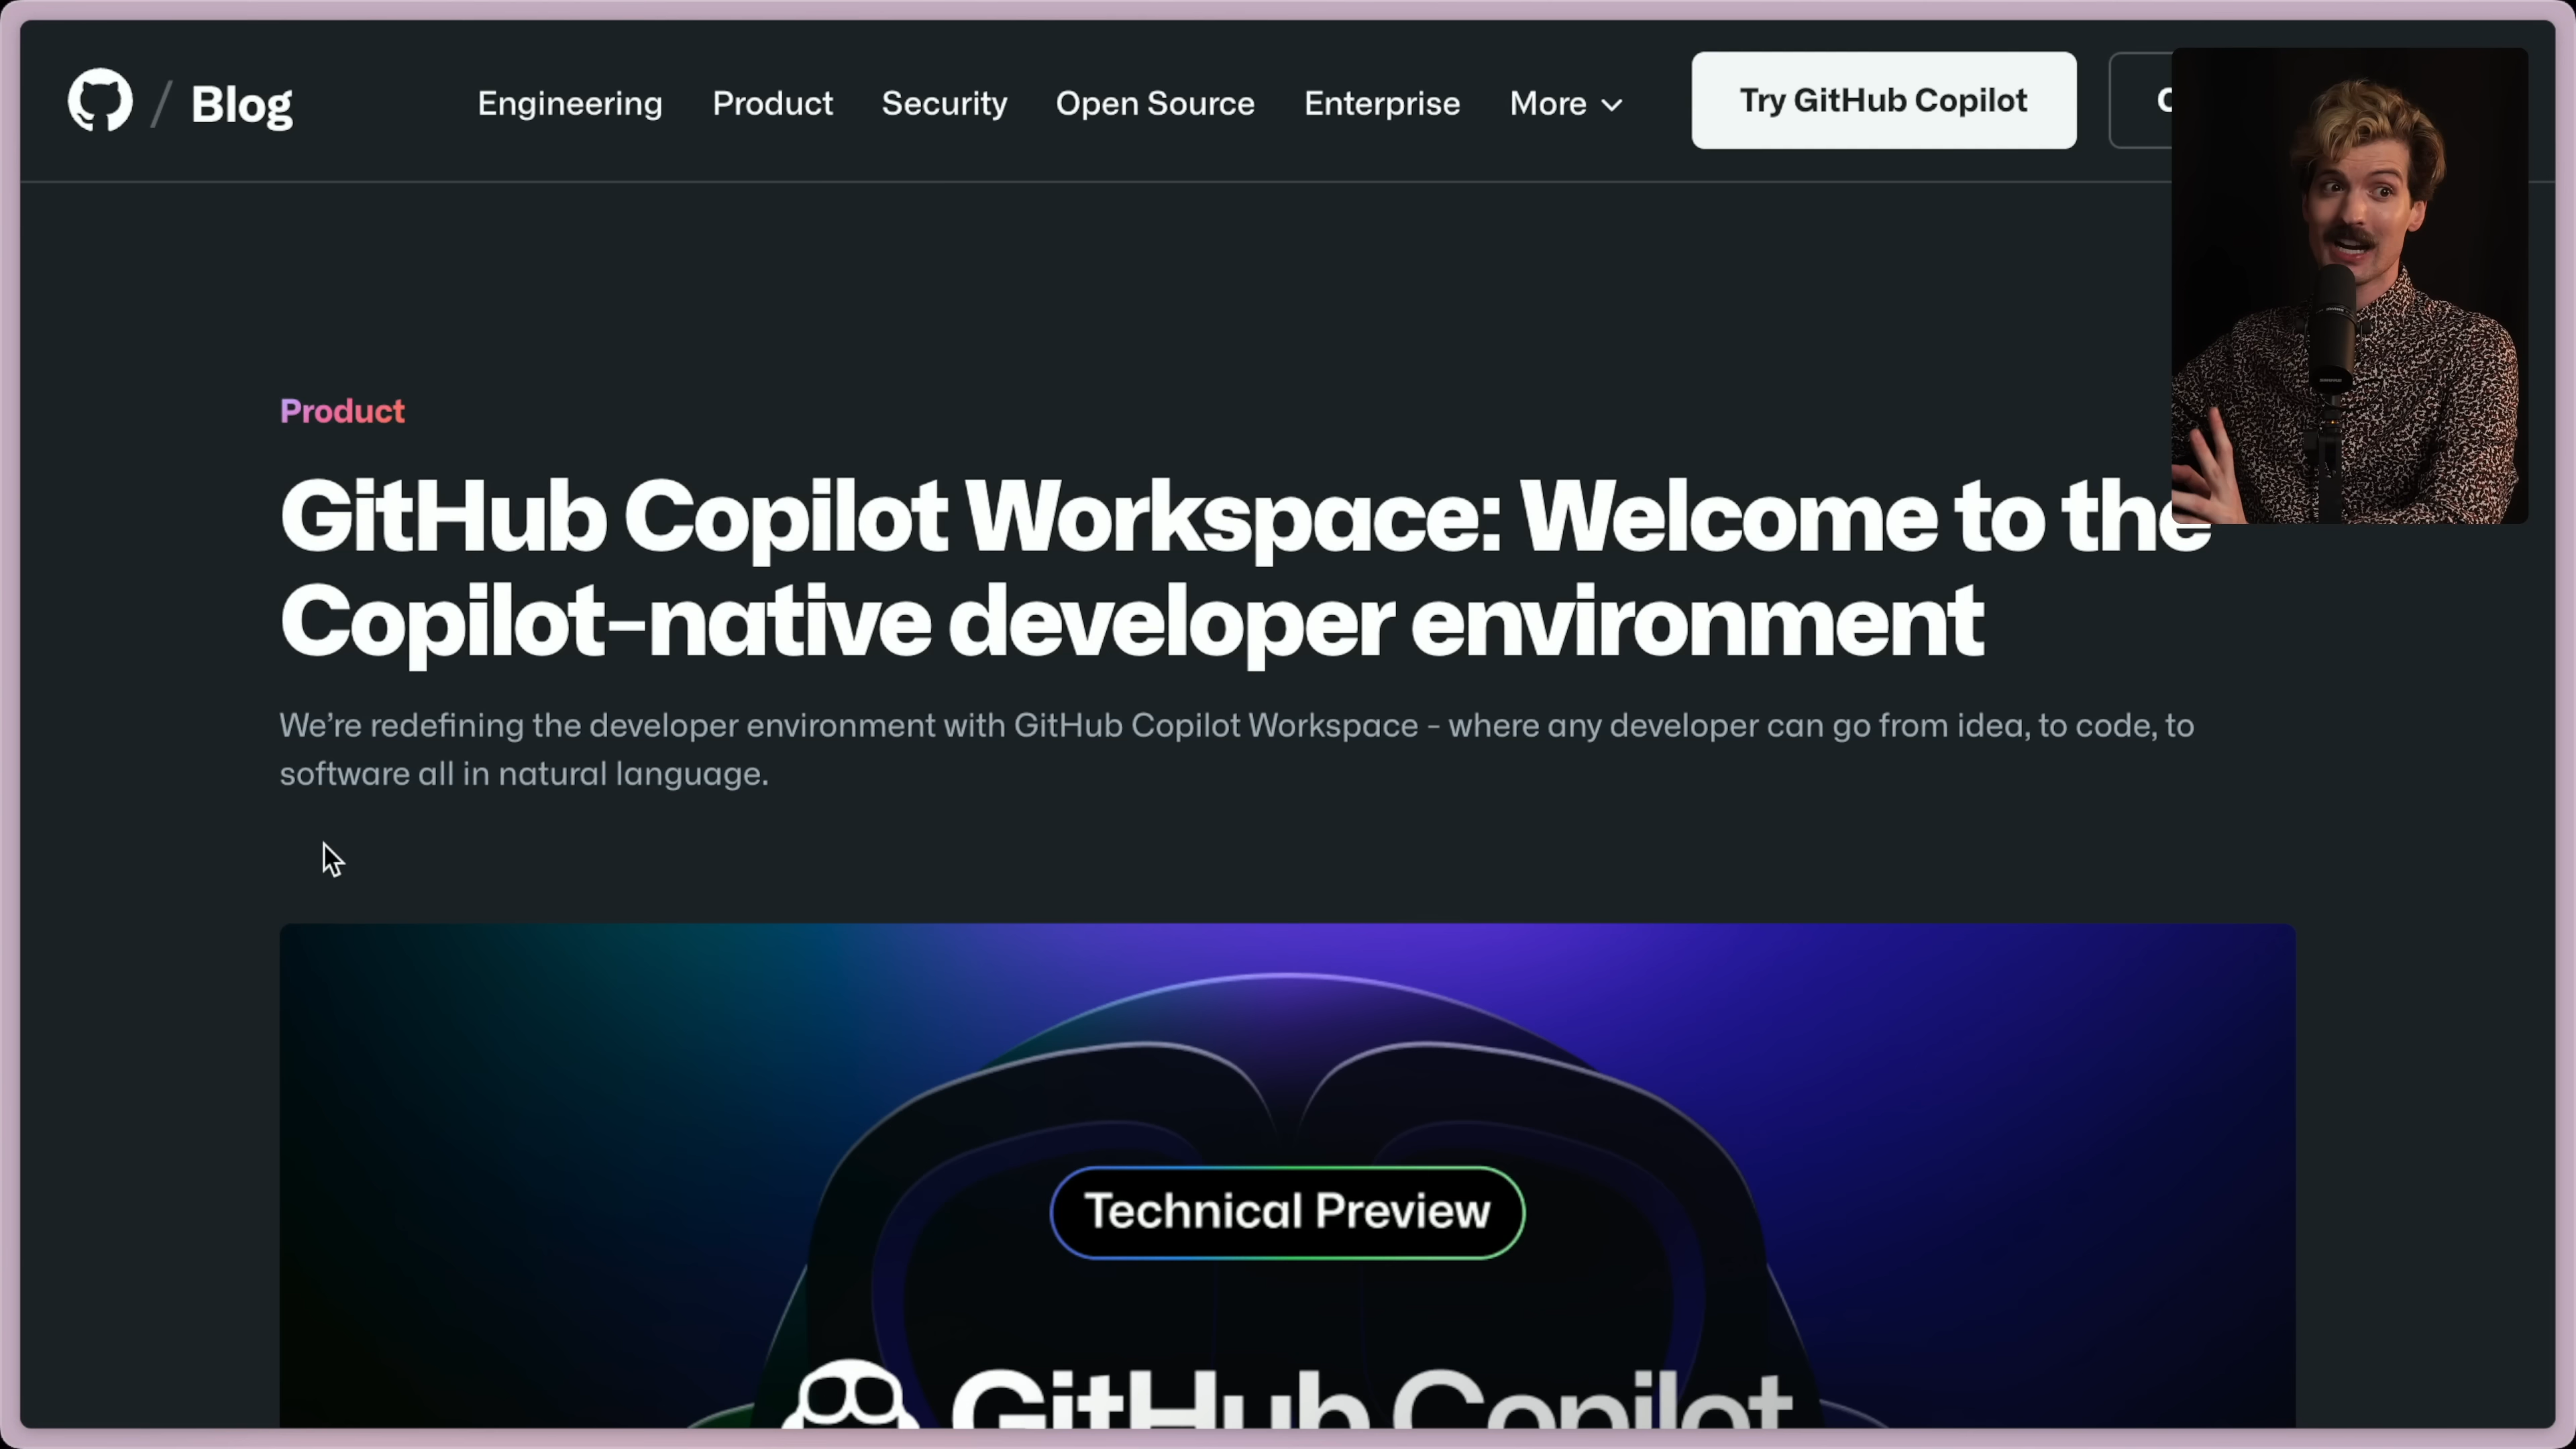 / Blog
Engineering
Product
Security
Open Source
Enterprise
More
Try GitHub Copilot
Product
GitHub Copilot Workspace: Welcome to the
Copilot-native developer environment
We’re redefining the developer environment with GitHub Copilot Workspace - where any developer can go from idea, to code, to
software all in natural language.
Technical Preview
GitHub Copilot